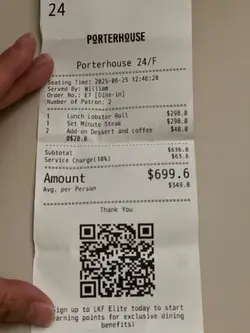 24
PORTERHOUSE
Porterhouse 24/F
Seating Time: 2025-06-25 12:48:28
Served By: William
Order No.: E7 [Dine-in]
Number of Patron: 2
1 Lunch Lobster Roll $298.0
1 Set Minute Steak $298.0
2 Add-on Dessert and coffee $40.0
@$20.0
Subtotal $636.0
Service Charge(10%) $63.6
Amount $699.6
Avg. per Person $349.8
Thank You
sign up to LKF Elite today to start
earning points for exclusive dining
benefits!